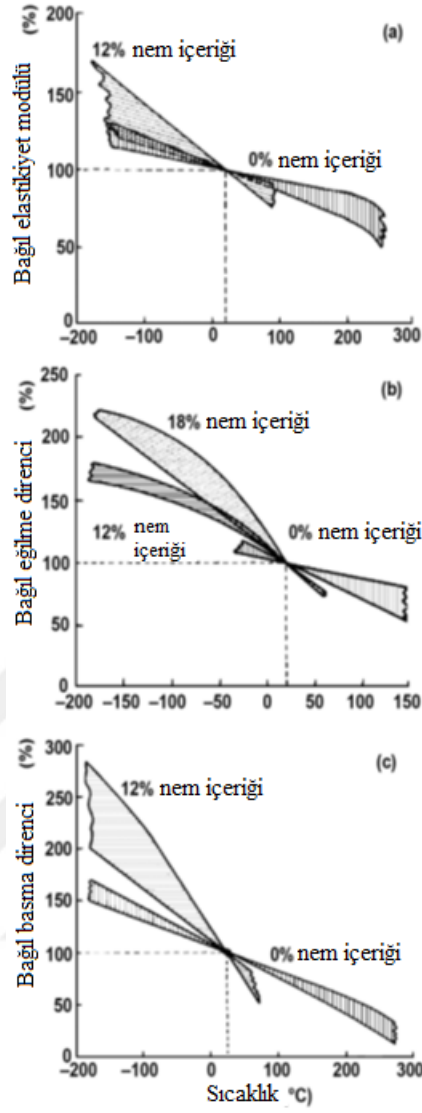 (%)
200
150
100
50
0
Bağıl elastikiyet modülü
(a)
12% nem içeriği
0% nem içeriği
−200 −100 0 100 200 300
(%)
250
200
150
100
50
0
Bağıl eğilme direnci
(b)
18% nem içeriği
12% nem
içeriği
0% nem içeriği
−200 −150 −100 −50 0 50 100 150
(%)
300
250
200
150
100
50
0
Bağıl basma direnci
(c)
12% nem içeriği
0% nem içeriği
−200 −100 0 100 200 300
Sıcaklık °C)